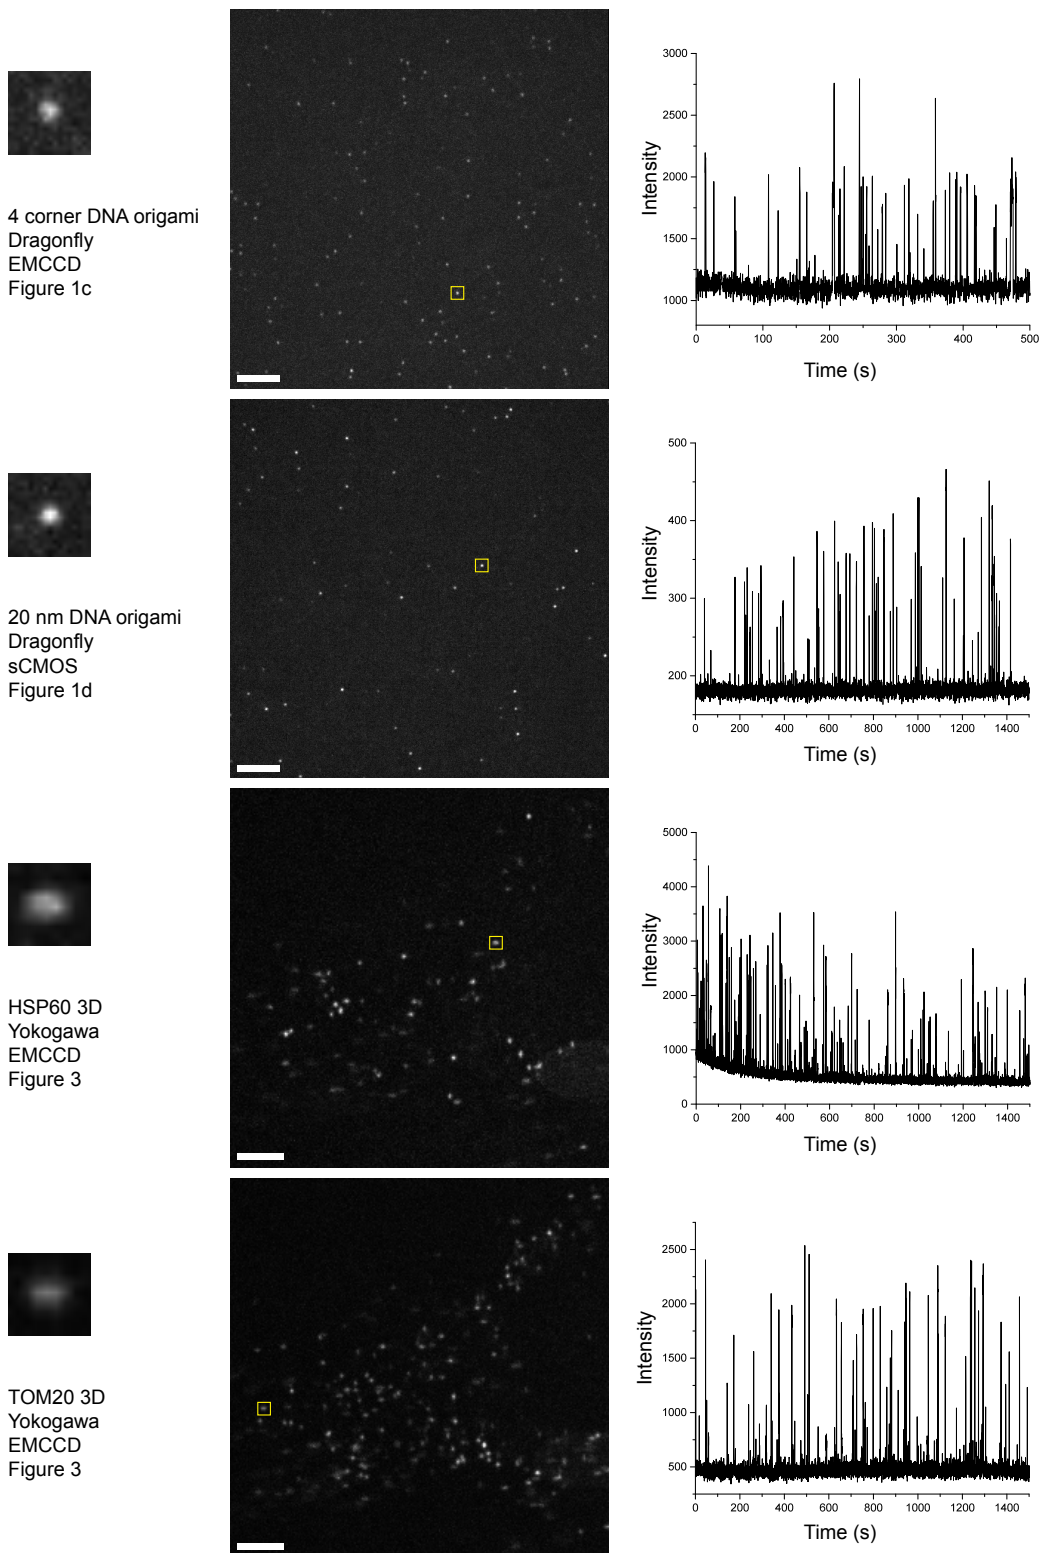 4 corner DNA origami
Dragonfly
EMCCD
Figure 1c
3000
2500
2000
1500
1000
Intensity
0 100 200 300 400 500
Time (s)
20 nm DNA origami
Dragonfly
sCMOS
Figure 1d
500
400
300
200
Intensity
0 200 400 600 800 1000 1200 1400
Time (s)
HSP60 3D
Yokogawa
EMCCD
Figure 3
5000
4000
3000
2000
1000
0
Intensity
0 200 400 600 800 1000 1200 1400
Time (s)
TOM20 3D
Yokogawa
EMCCD
Figure 3
2500
2000
1500
1000
500
Intensity
0 200 400 600 800 1000 1200 1400
Time (s)